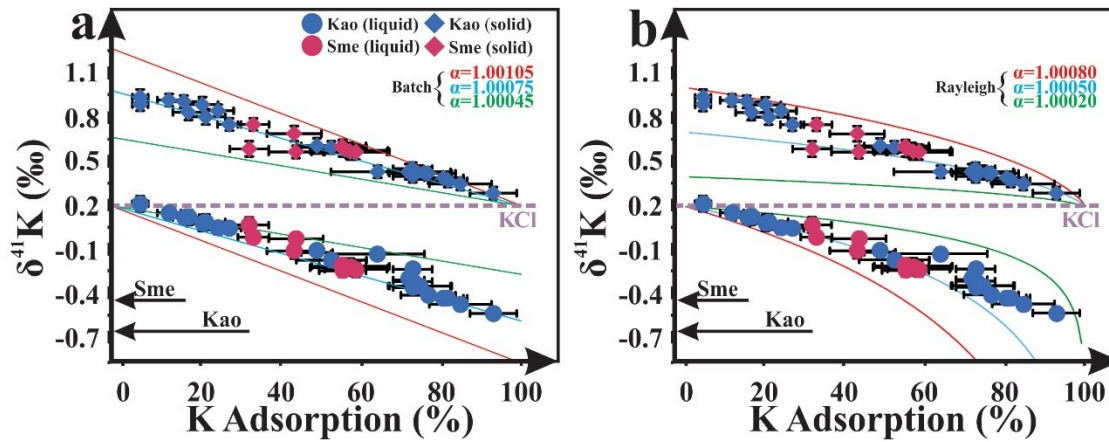 a
Kao (liquid) Kao (solid)
Sme (liquid) Sme (solid)
Batch { α=1.00105
α=1.00075
α=1.00045
δ41K (‰)
1.1
0.8
0.5
0.2
-0.1
-0.4
-0.7
KCl
Sme
Kao
0 20 40 60 80 100
K Adsorption (%)
b
Rayleigh { α=1.00080
α=1.00050
α=1.00020
δ41K (‰)
1.1
0.8
0.5
0.2
-0.1
-0.4
-0.7
KCl
Sme
Kao
0 20 40 60 80 100
K Adsorption (%)